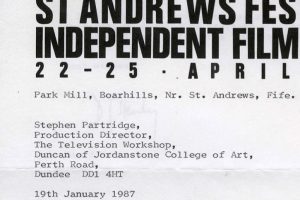 ST ANDREWS FES
INDEPENDENT FILM
22-25 · APRIL
Park Mill, Boarhills, Nr. St. Andrews, Fife.
Stephen Partridge,
Production Director,
The Television Workshop,
Duncan of Jordanstone College of Art,
Perth Road,
Dundee DD1 4HT
19th January 1987